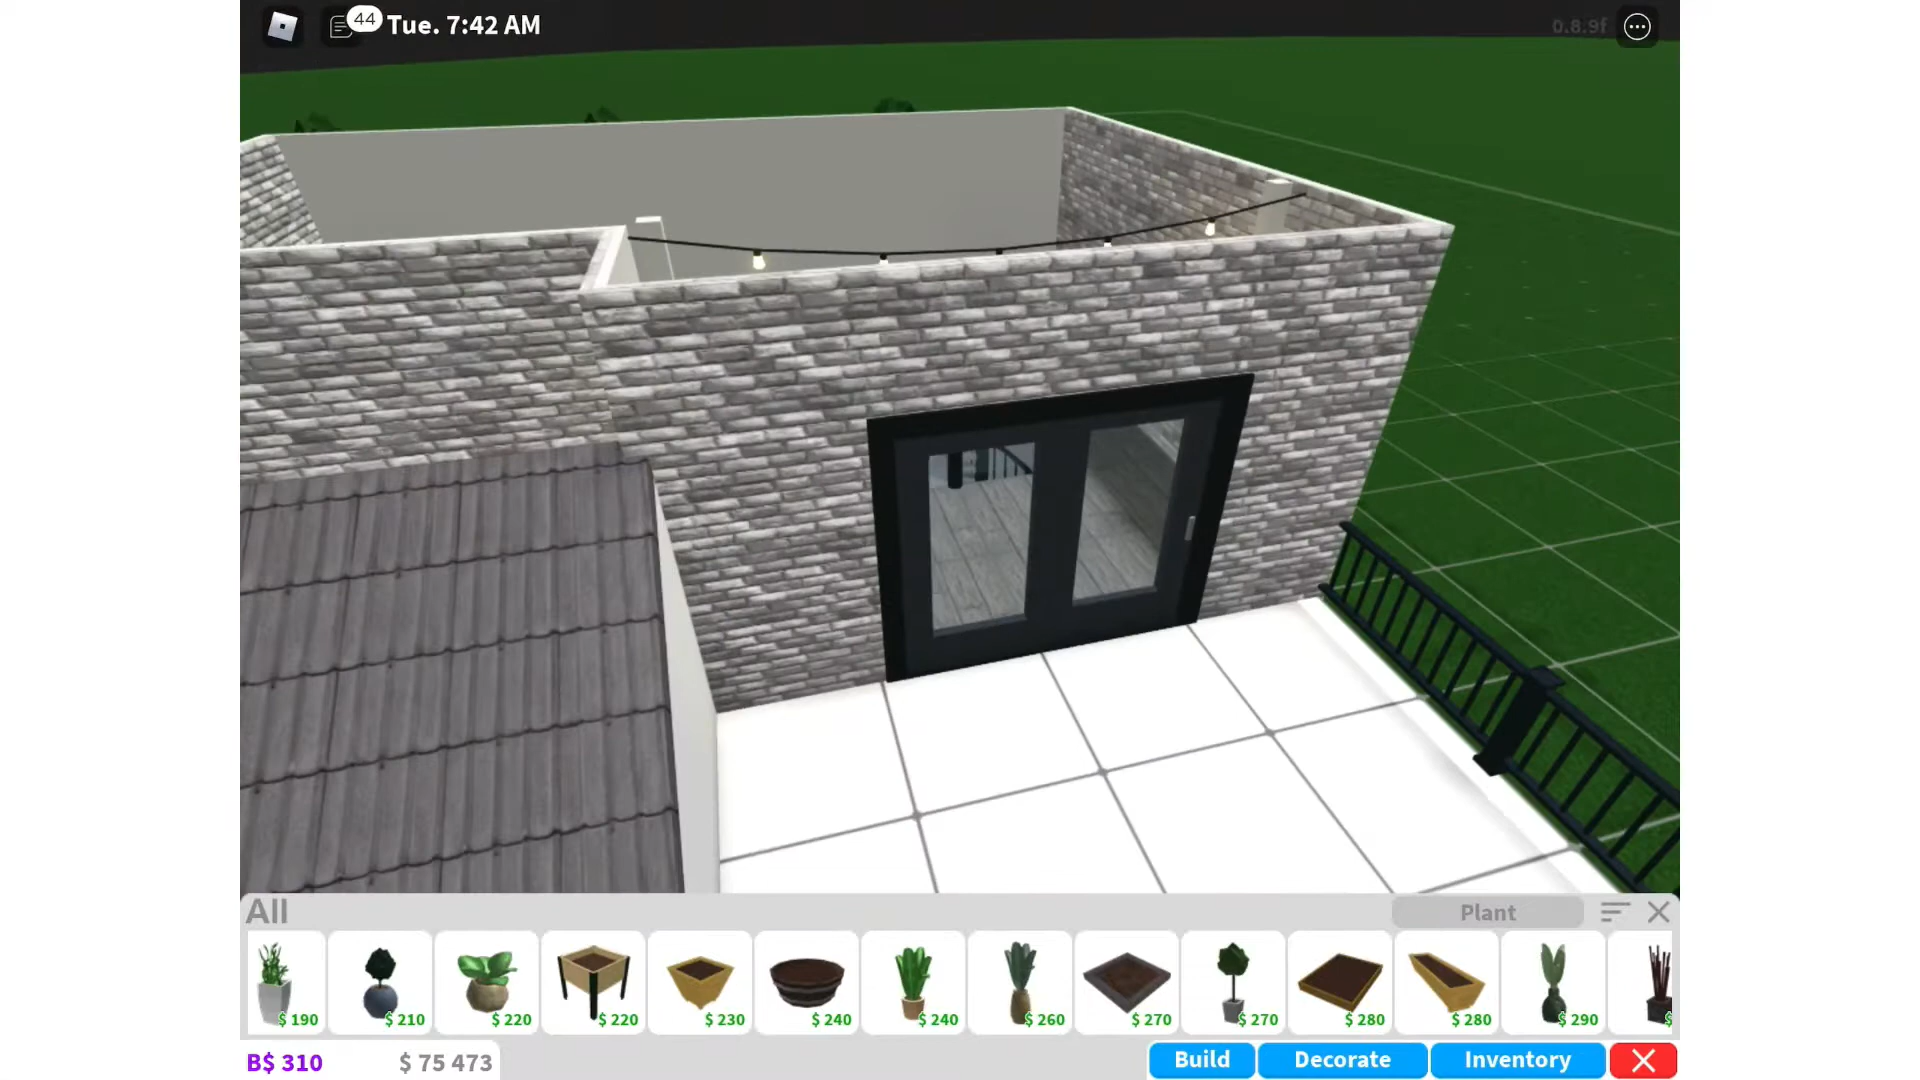 44
Tue. 7:42 AM
0.8.9f
All
Plant
$ 190
$ 210
$ 220
$ 220
$ 230
$ 240
$ 240
$ 260
$ 270
$ 270
$ 280
$ 280
$ 290
$
B$ 310
$ 75 473
Build
Decorate
Inventory